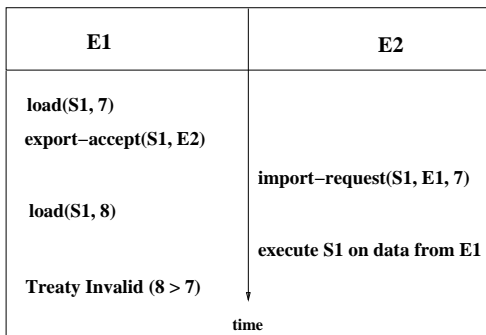 E1
E2
load(S1, 7)
export−accept(S1, E2)
import−request(S1, E1, 7)
load(S1, 8)
execute S1 on data from E1
Treaty Invalid (8 > 7)
time